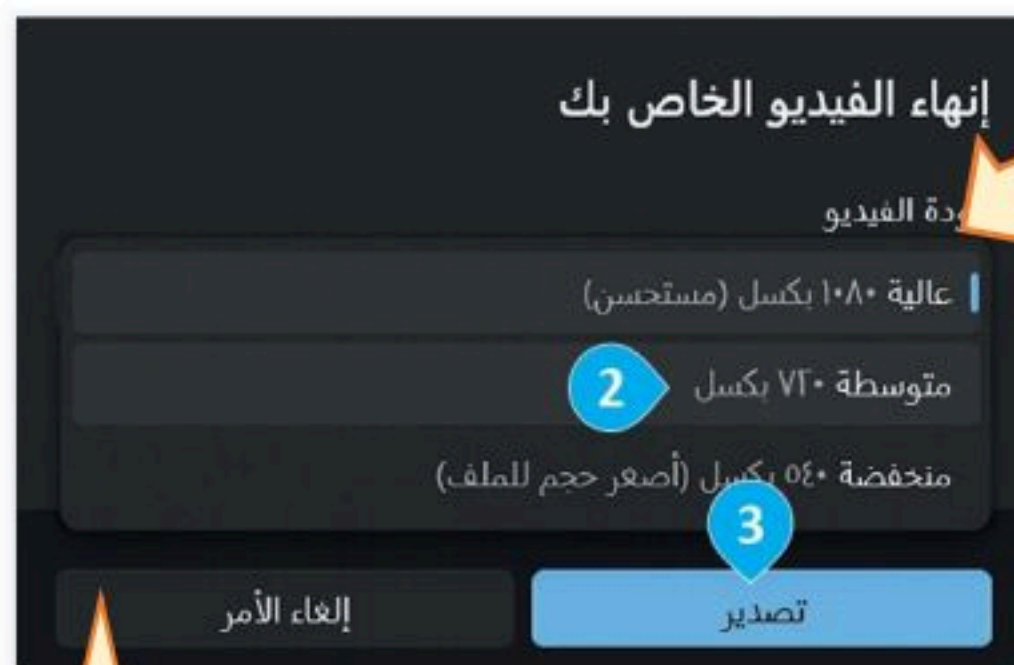 إنهاء الفيديو الخاص بك
ودة الفيديو
عالية ١٠٨٠ بكسل (مستحسن)
متوسطة ٧٢٠ بكسل
2
منخفضة ٥٤٠ بكسل (أصغر حجم للملف)
3
تصدير
إلغاء الأمر